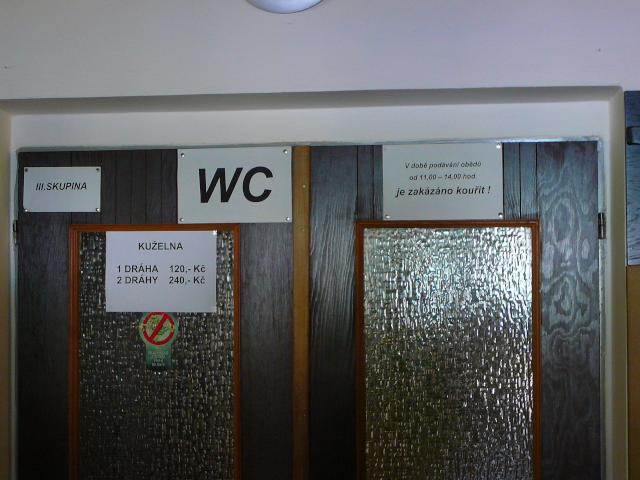 III.SKUPINA
WC
KUŽELNA
1 DRÁHA 120,- Kč
2 DRÁHY 240,- Kč
V době podávání obědů
od 11,00 – 14,00 hod.
je zakázáno kouřit !